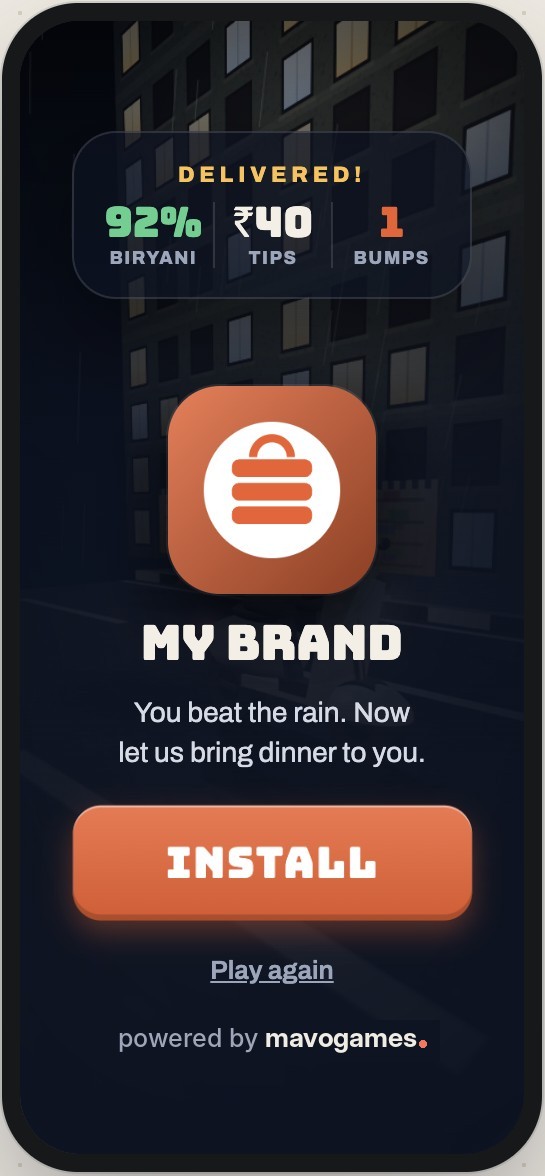 DELIVERED!
92% ₹40 1
BIRYANI TIPS BUMPS
MY BRAND
You beat the rain. Now
let us bring dinner to you.
INSTALL
Play again
powered by mavogames.